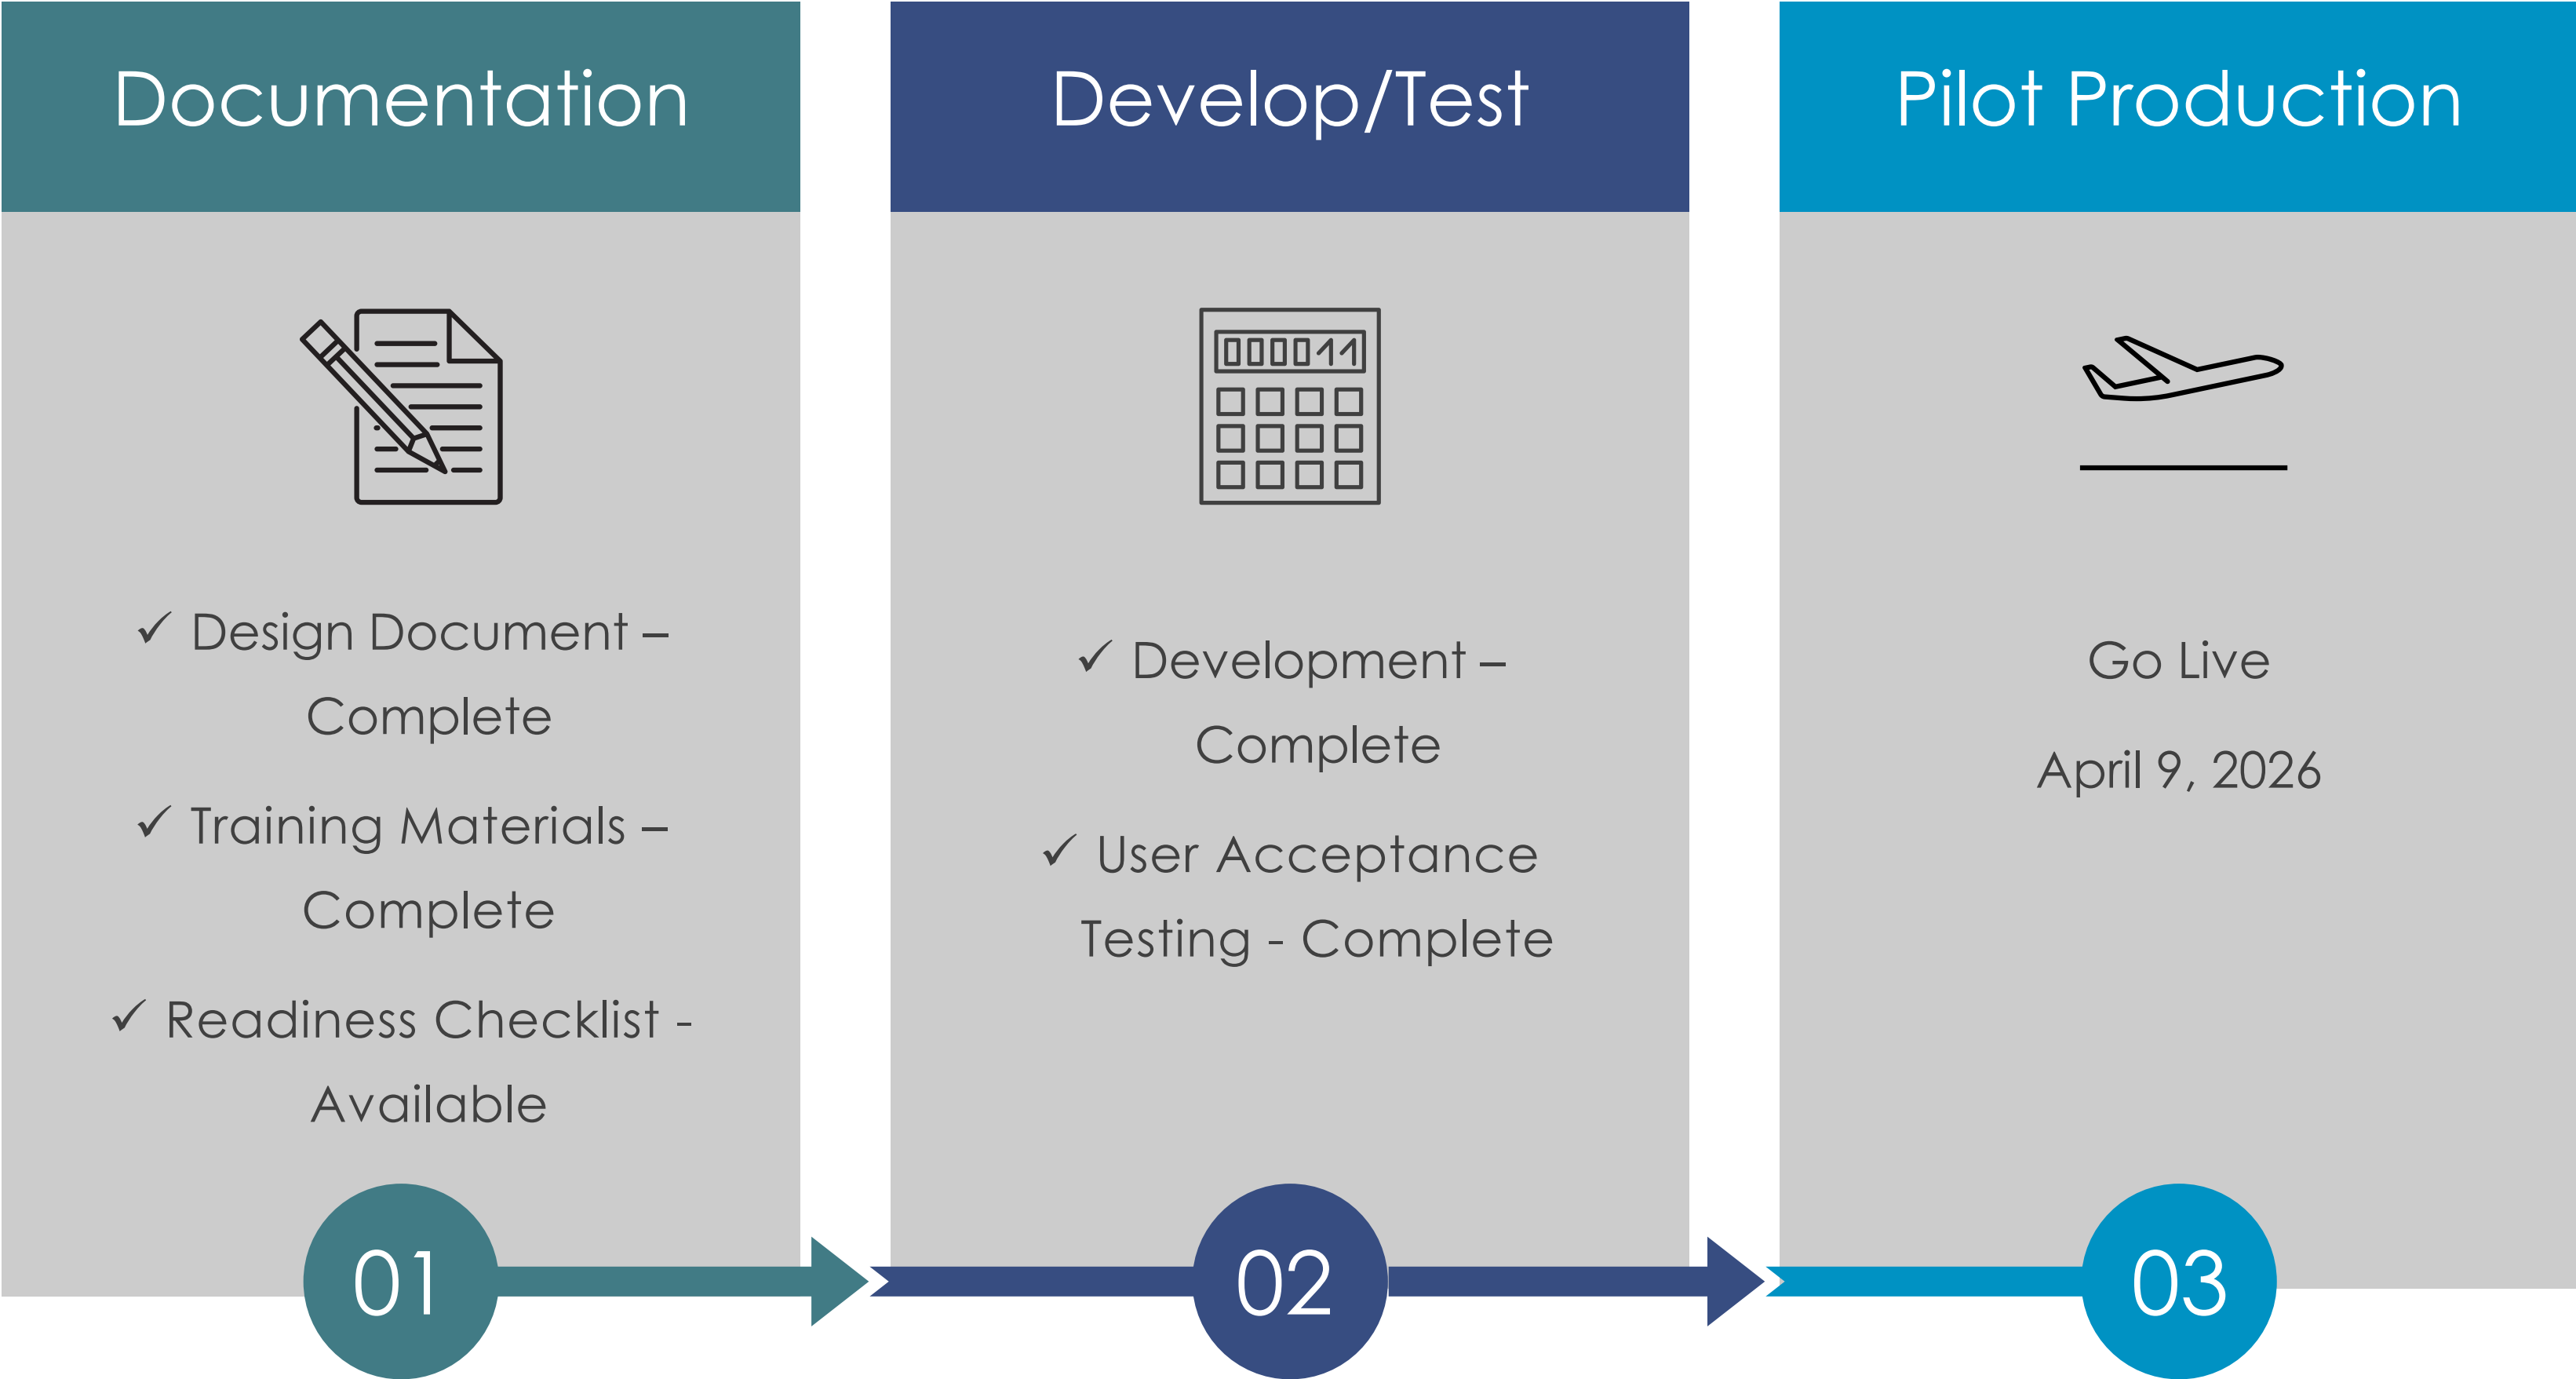 Documentation
✓ Design Document –
Complete
✓ Training Materials –
Complete
✓ Readiness Checklist -
Available
01
Develop/Test
000011
✓ Development –
Complete
✓ User Acceptance
Testing - Complete
02
Pilot Production
Go Live
April 9, 2026
03